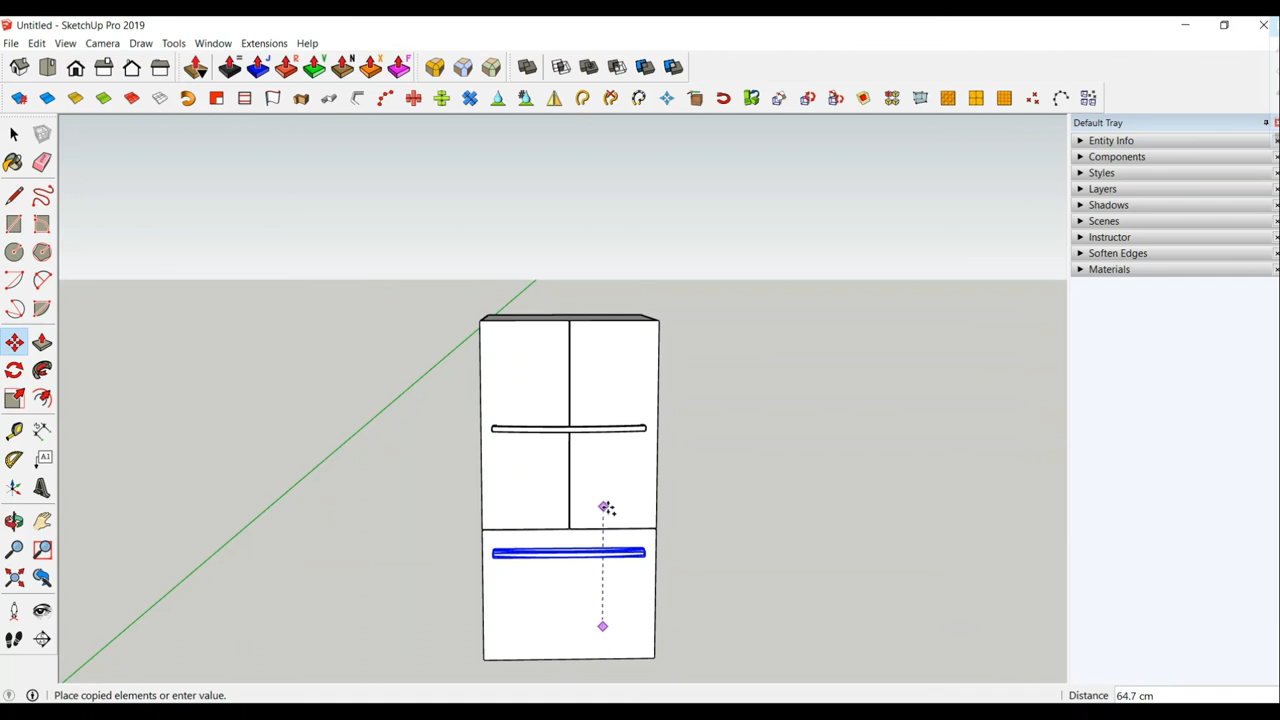 Untitled - SketchUp Pro 2019
File Edit View Camera Draw Tools Window Extensions Help
Default Tray
Entity Info
Components
Styles
Layers
Shadows
Scenes
Instructor
Soften Edges
Materials
A1
Place copied elements or enter value.
Distance 64.7 cm